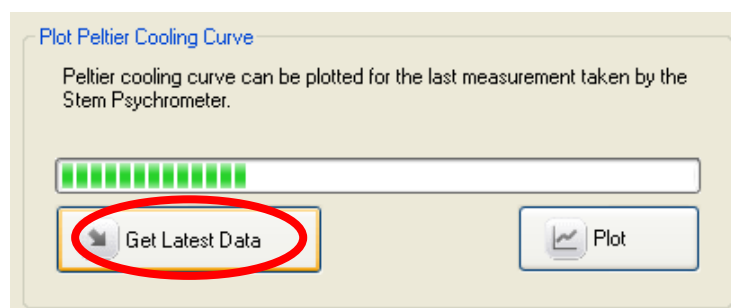 Plot Peltier Cooling Curve
Peltier cooling curve can be plotted for the last measurement taken by the
Stem Psychrometer.
Get Latest Data
Plot